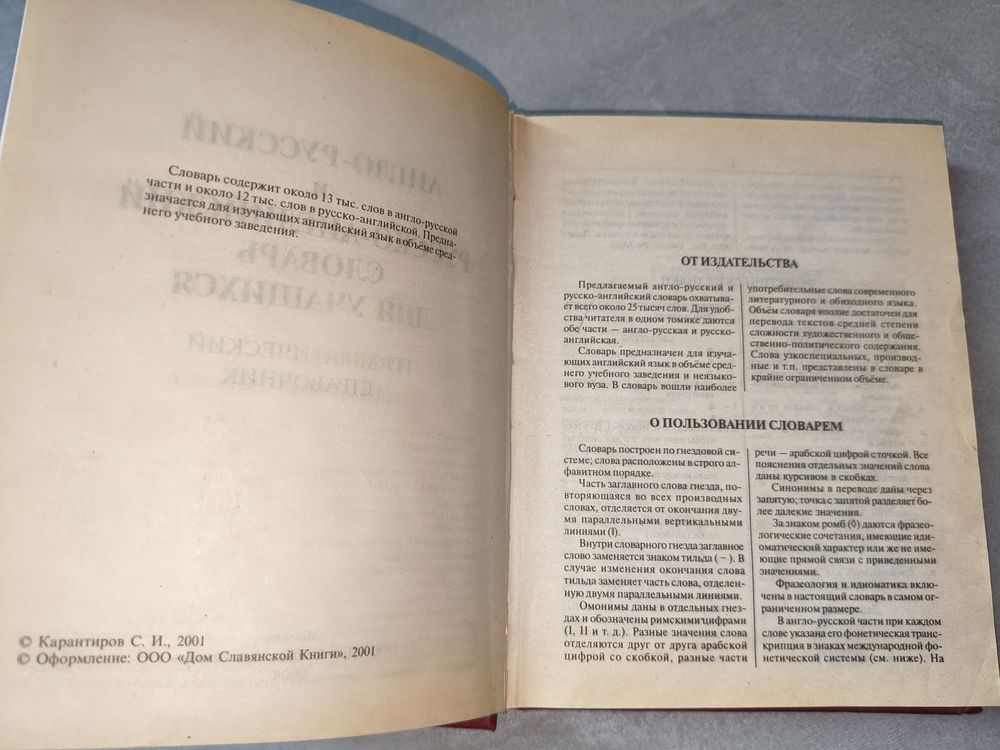 Словарь содержит около 13 тыс. слов в англо-русской
части и около 12 тыс. слов в русско-английской. Предна-
значается для изучающих английский язык в объёме сред-
него учебного заведения.
© Карантиров С. И., 2001
© Оформление: ООО «Дом Славянской Книги», 2001
ОТ ИЗДАТЕЛЬСТВА
Предлагаемый англо-русский и
русско-английский словарь охватыва-
ет всего около 25 тысяч слов. Для удоб-
ства читателя в одном томике даются
обе части — англо-русская и русско-
английская.
Словарь предназначен для изучаю-
щих английский язык в объёме сред-
него учебного заведения и неязыко-
вого вуза. В словарь вошли наиболее
употребительные слова современного
литературного и обиходного языка.
Объём словаря вполне достаточен для
перевода текстов средней степени
сложности художественного и обще-
ственно-политического содержания.
Слова узкоспециальных, производ-
ные и т.п. представлены в словаре в
крайне ограниченном объёме.
О ПОЛЬЗОВАНИИ СЛОВАРЕМ
Словарь построен по гнездовой си-
стеме; слова расположены в строго ал-
фавитном порядке.
Часть заглавного слова гнезда, по-
вторяющаяся во всех производных
словах, отделяется от окончания дву-
мя параллельными вертикальными
линиями (I).
Внутри словарного гнезда заглавное
слово заменяется знаком тильда ( ~ ). В
случае изменения окончания слова
тильда заменяет часть слова, отделен-
ную двумя параллельными линиями.
Омонимы даны в отдельных гнез-
дах и обозначены римскими цифрами
(I, II и т. д.). Разные значения слова
отделяются друг от друга арабской
цифрой со скобкой, разные части
речи — арабской цифрой с точкой. Все
пояснения отдельных значений слова
даны курсивом в скобках.
Синонимы в переводе даны через
запятую; точка с запятой разделяет бо-
лее далекие значения.
За знаком ромб (◊) даются фразео-
логические сочетания, имеющие иди-
оматический характер или же не име-
ющие прямой связи с приведенными
значениями.
Фразеология и идиоматика включе-
ны в настоящий словарь в самом ог-
раниченном размере.
В англо-русской части при каждом
слове указана его фонетическая транс-
крипция в знаках международной фо-
нетической системы (см. ниже). На